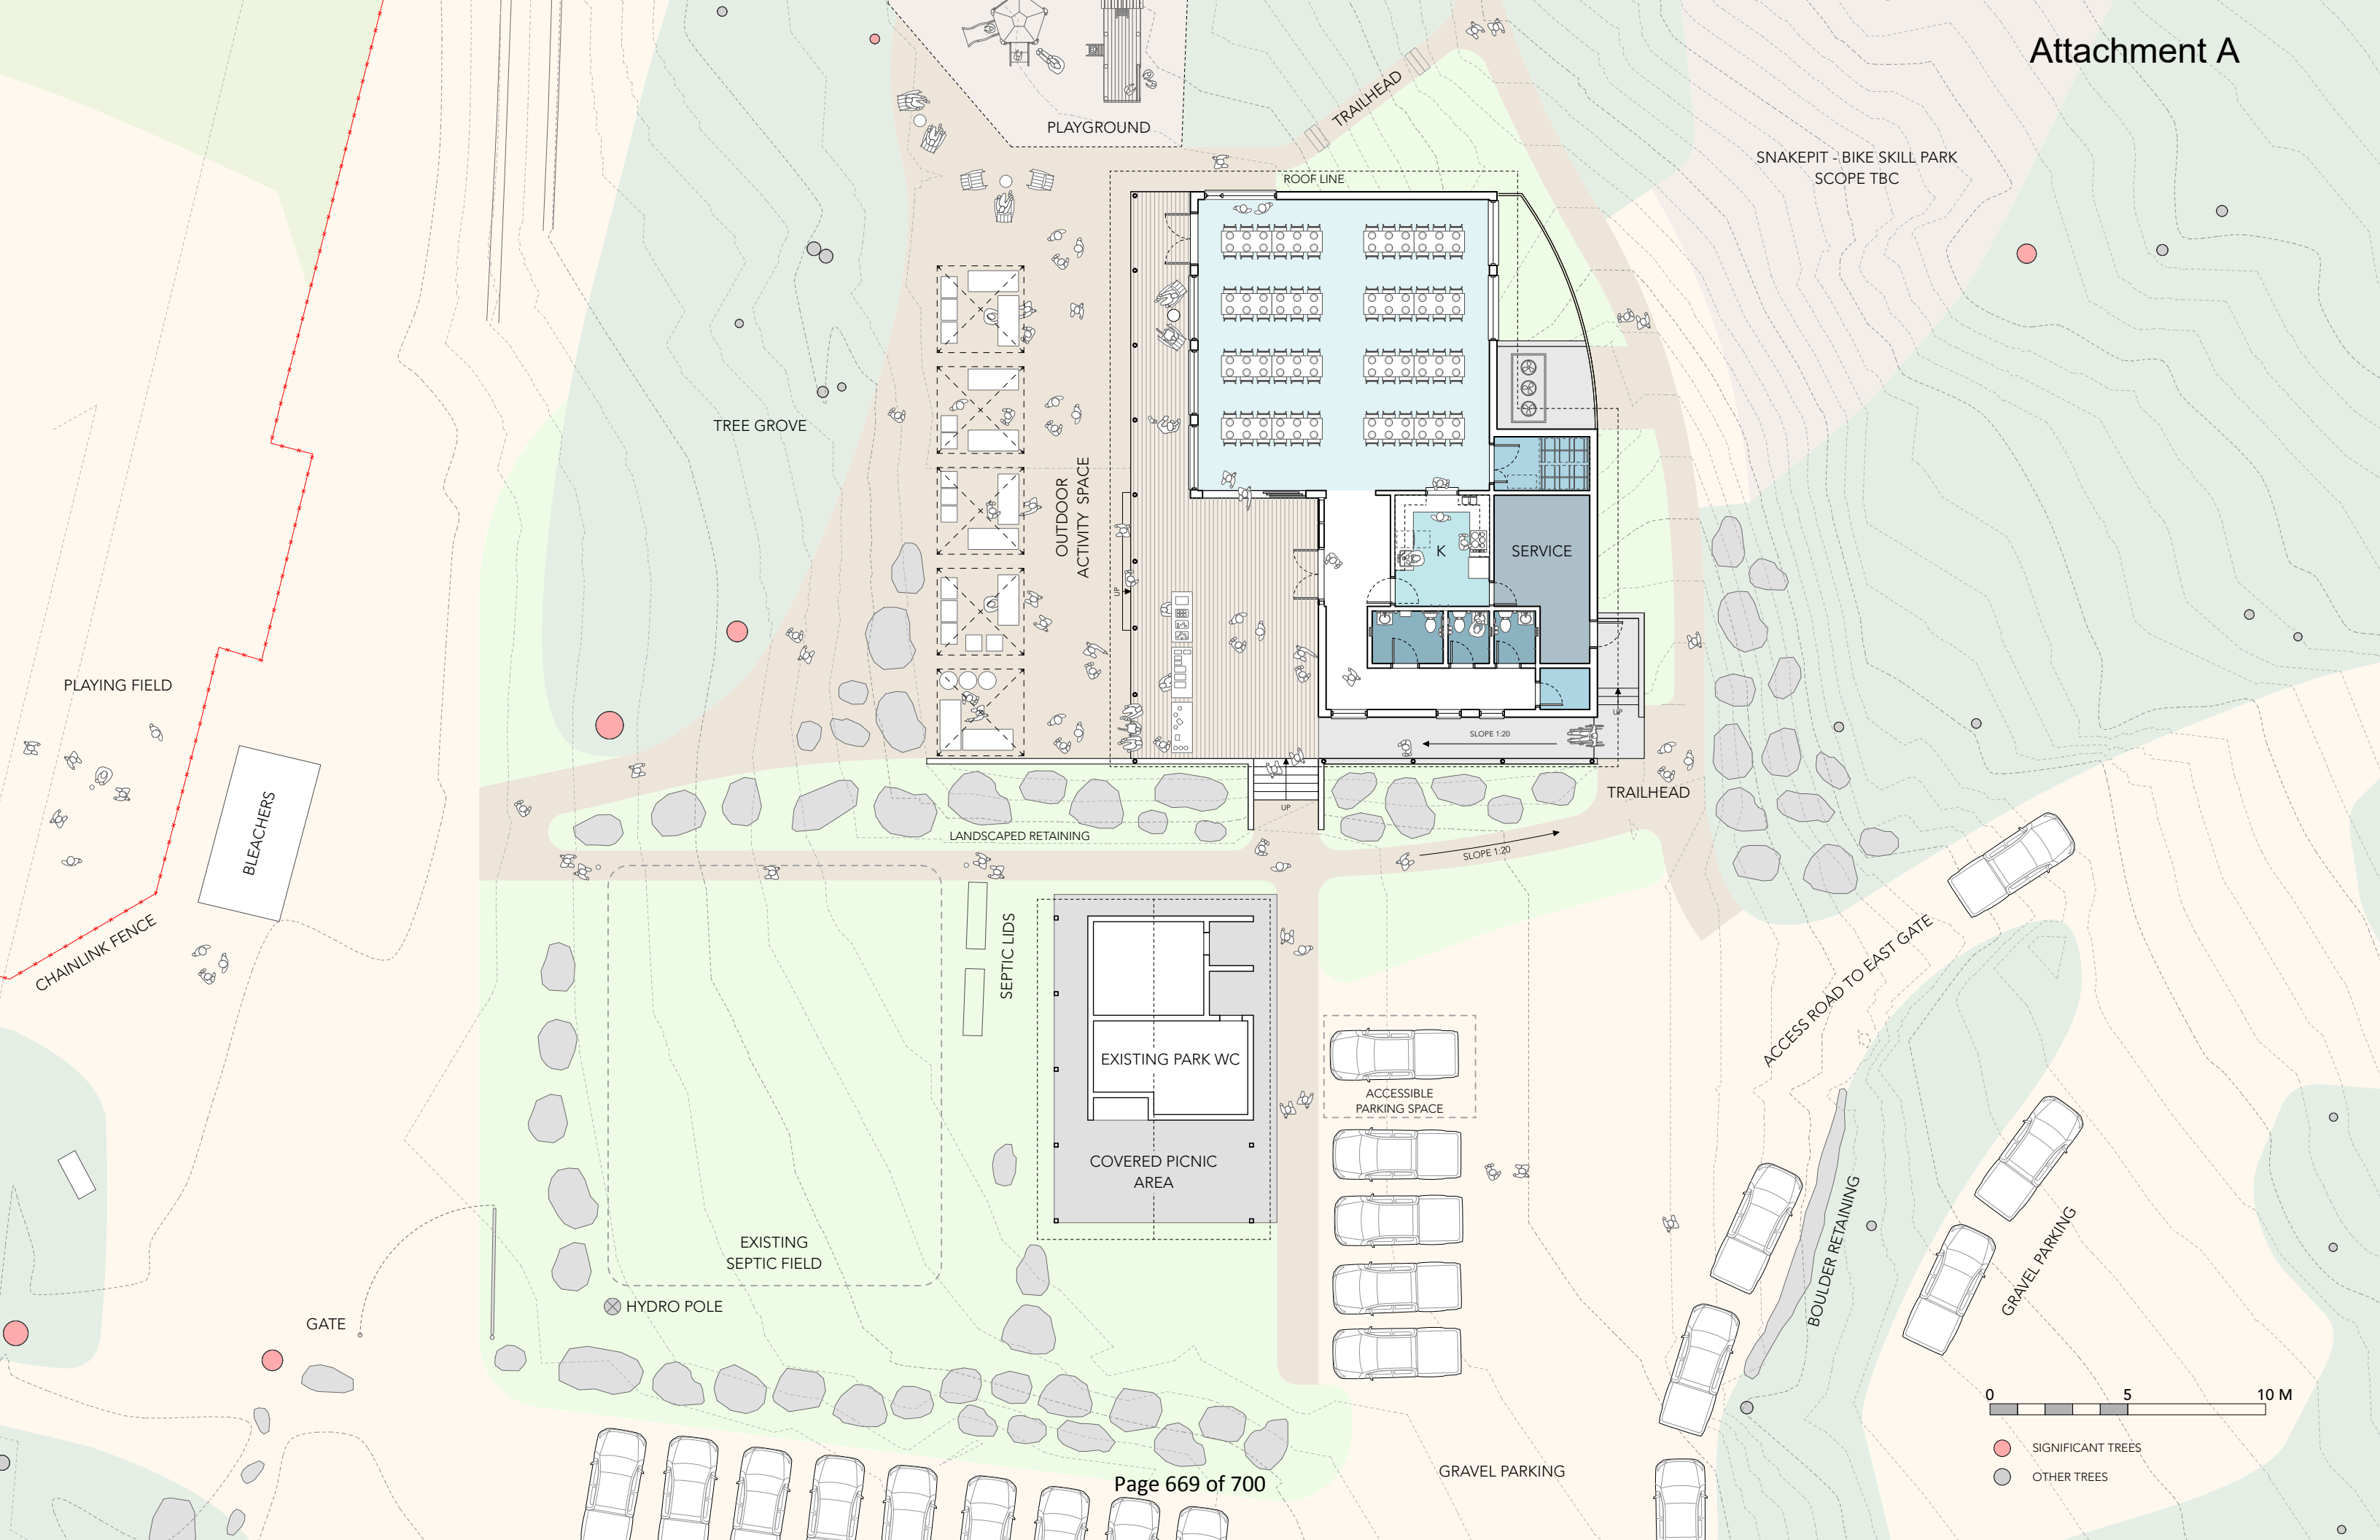 Attachment A
PLAYGROUND
TRAILHEAD
SNAKEPIT - BIKE SKILL PARK
SCOPE TBC
ROOF LINE
TREE GROVE
OUTDOOR
ACTIVITY SPACE
UP
K
SERVICE
PLAYING FIELD
UP
SLOPE 1:20
TRAILHEAD
BLEACHERS
UP
LANDSCAPED RETAINING
SLOPE 1:20
CHAINLINK FENCE
SEPTIC LIDS
ACCESS ROAD TO EAST GATE
EXISTING PARK WC
ACCESSIBLE
PARKING SPACE
COVERED PICNIC
AREA
BOULDER RETAINING
GRAVEL PARKING
EXISTING
SEPTIC FIELD
HYDRO POLE
GATE
0 5 10 M
SIGNIFICANT TREES
OTHER TREES
GRAVEL PARKING
Page 669 of 700